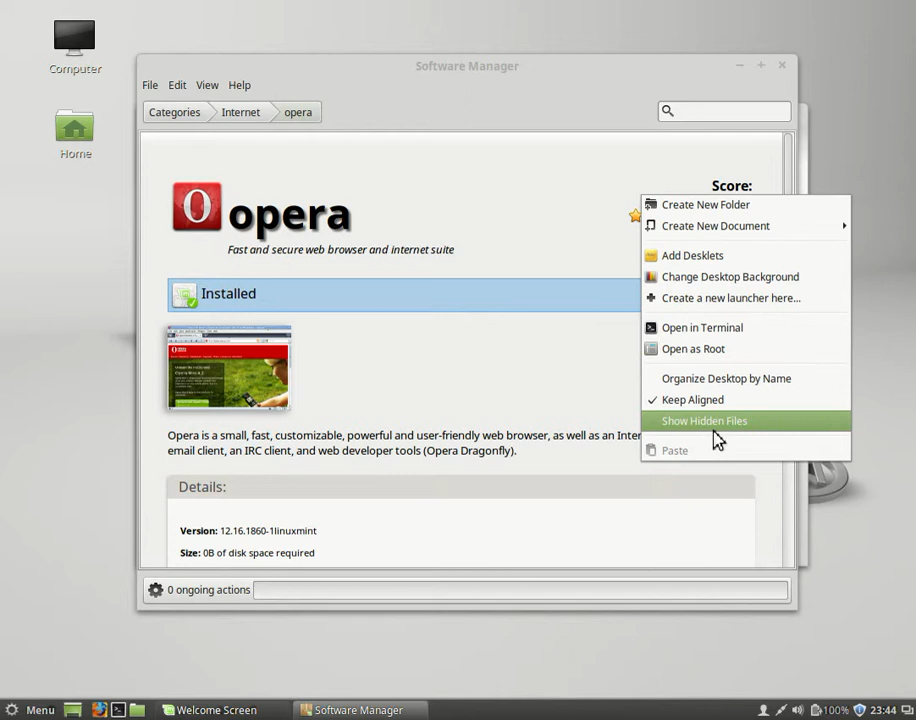 Computer
Home
Software Manager
File Edit View Help
Categories Internet opera
Score:
O opera
Fast and secure web browser and internet suite
Installed
Opera is a small, fast, customizable, powerful and user-friendly web browser, as well as an
email client, an IRC client, and web developer tools (Opera Dragonfly).
Details:
Version: 12.16.1860-1linuxmint
Size: 0B of disk space required
0 ongoing actions
Create New Folder
Create New Document
Add Desklets
Change Desktop Background
Create a new launcher here...
Open in Terminal
Open as Root
Organize Desktop by Name
Keep Aligned
Show Hidden Files
Paste
Menu Welcome Screen Software Manager 100% 23:44